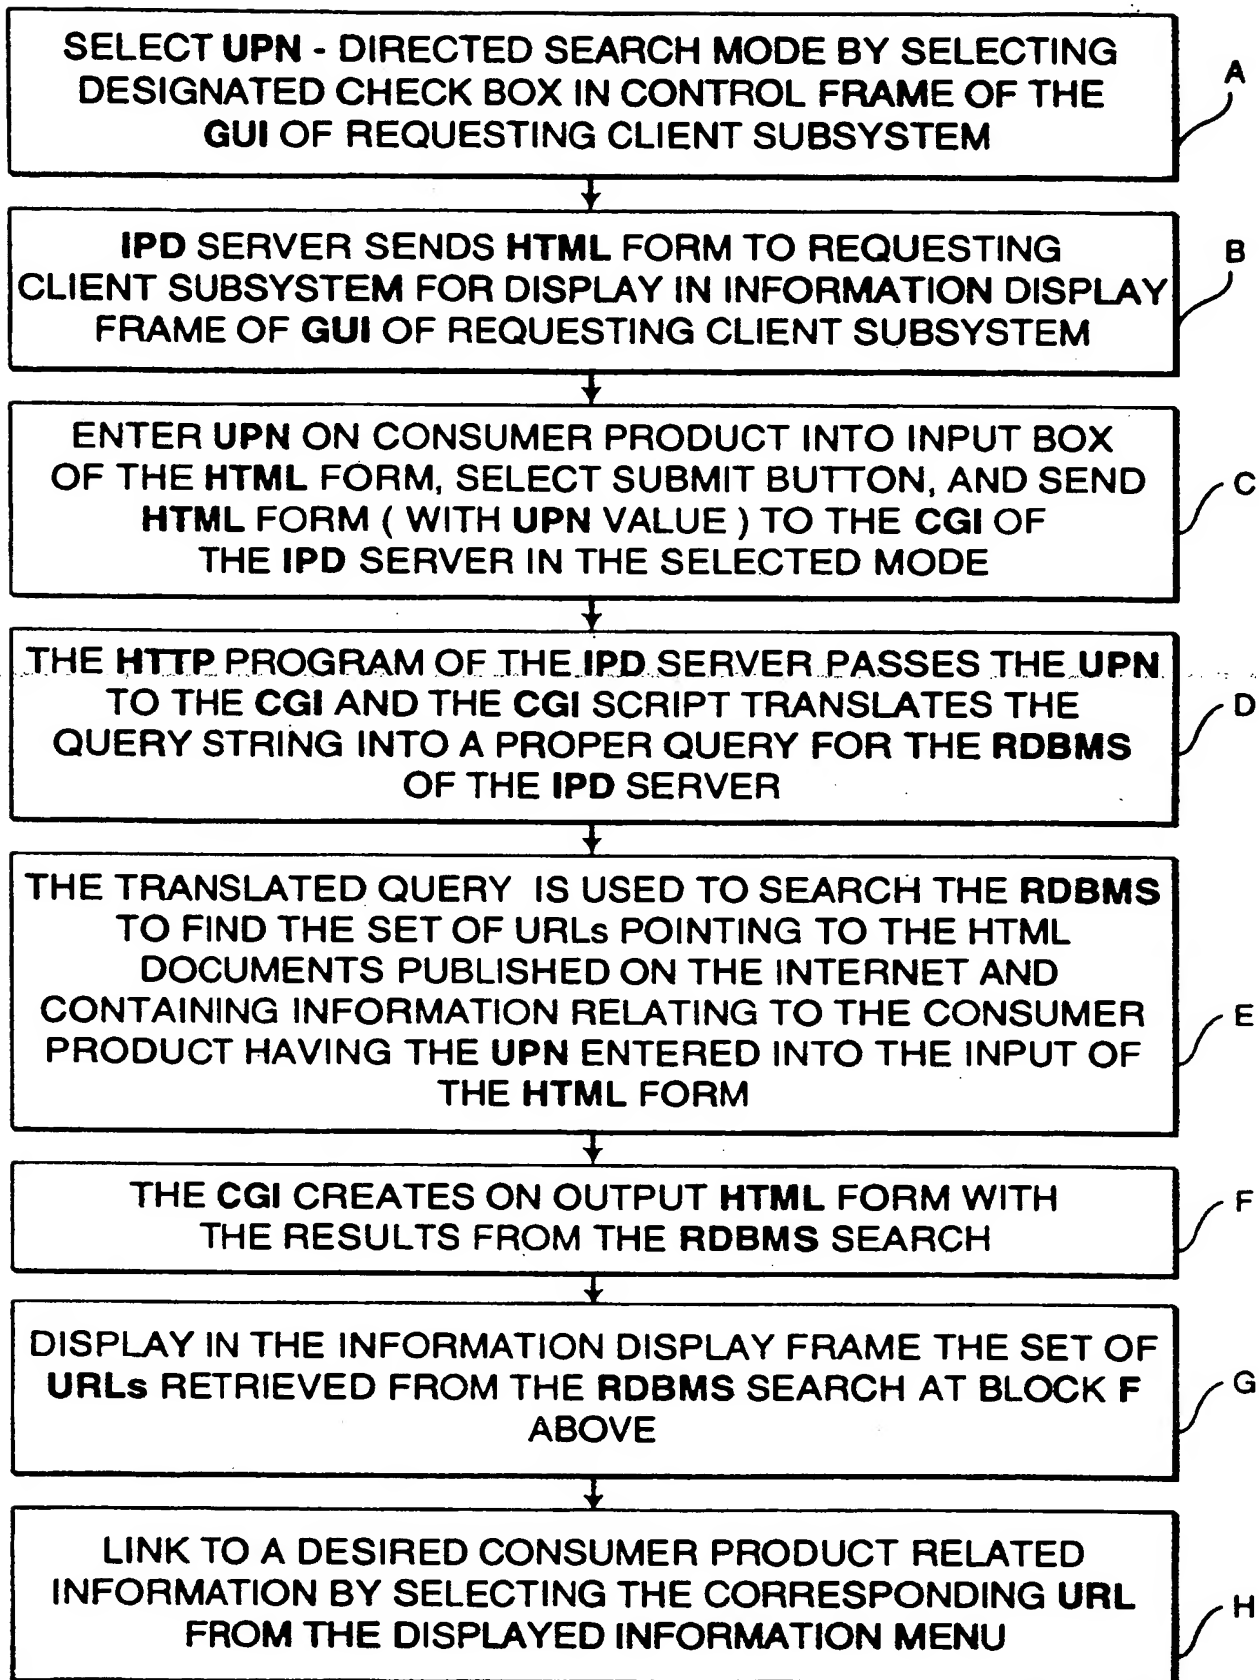 SELECT UPN - DIRECTED SEARCH MODE BY SELECTING
DESIGNATED CHECK BOX IN CONTROL FRAME OF THE
GUI OF REQUESTING CLIENT SUBSYSTEM
A
IPD SERVER SENDS HTML FORM TO REQUESTING
CLIENT SUBSYSTEM FOR DISPLAY IN INFORMATION DISPLAY
FRAME OF GUI OF REQUESTING CLIENT SUBSYSTEM
B
ENTER UPN ON CONSUMER PRODUCT INTO INPUT BOX
OF THE HTML FORM, SELECT SUBMIT BUTTON, AND SEND
HTML FORM ( WITH UPN VALUE ) TO THE CGI OF
THE IPD SERVER IN THE SELECTED MODE
C
THE HTTP PROGRAM OF THE IPD SERVER PASSES THE UPN
TO THE CGI AND THE CGI SCRIPT TRANSLATES THE
QUERY STRING INTO A PROPER QUERY FOR THE RDBMS
OF THE IPD SERVER
D
THE TRANSLATED QUERY IS USED TO SEARCH THE RDBMS
TO FIND THE SET OF URLs POINTING TO THE HTML
DOCUMENTS PUBLISHED ON THE INTERNET AND
CONTAINING INFORMATION RELATING TO THE CONSUMER
PRODUCT HAVING THE UPN ENTERED INTO THE INPUT OF
THE HTML FORM
E
THE CGI CREATES ON OUTPUT HTML FORM WITH
THE RESULTS FROM THE RDBMS SEARCH
F
DISPLAY IN THE INFORMATION DISPLAY FRAME THE SET OF
URLs RETRIEVED FROM THE RDBMS SEARCH AT BLOCK F
ABOVE
G
LINK TO A DESIRED CONSUMER PRODUCT RELATED
INFORMATION BY SELECTING THE CORRESPONDING URL
FROM THE DISPLAYED INFORMATION MENU
H